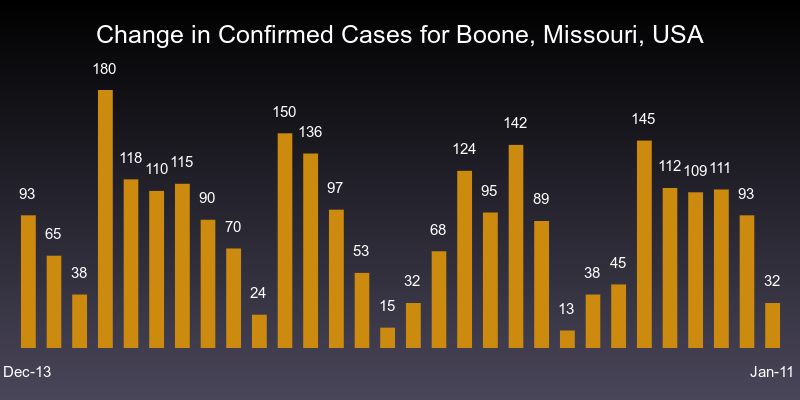 Change in Confirmed Cases for Boone, Missouri, USA
93 65 38 180 118 110 115 90 70 24 150 136 97 53 15 32 68 124 95 142 89 13 38 45 145 112 109 111 93 32
Dec-13 Jan-11